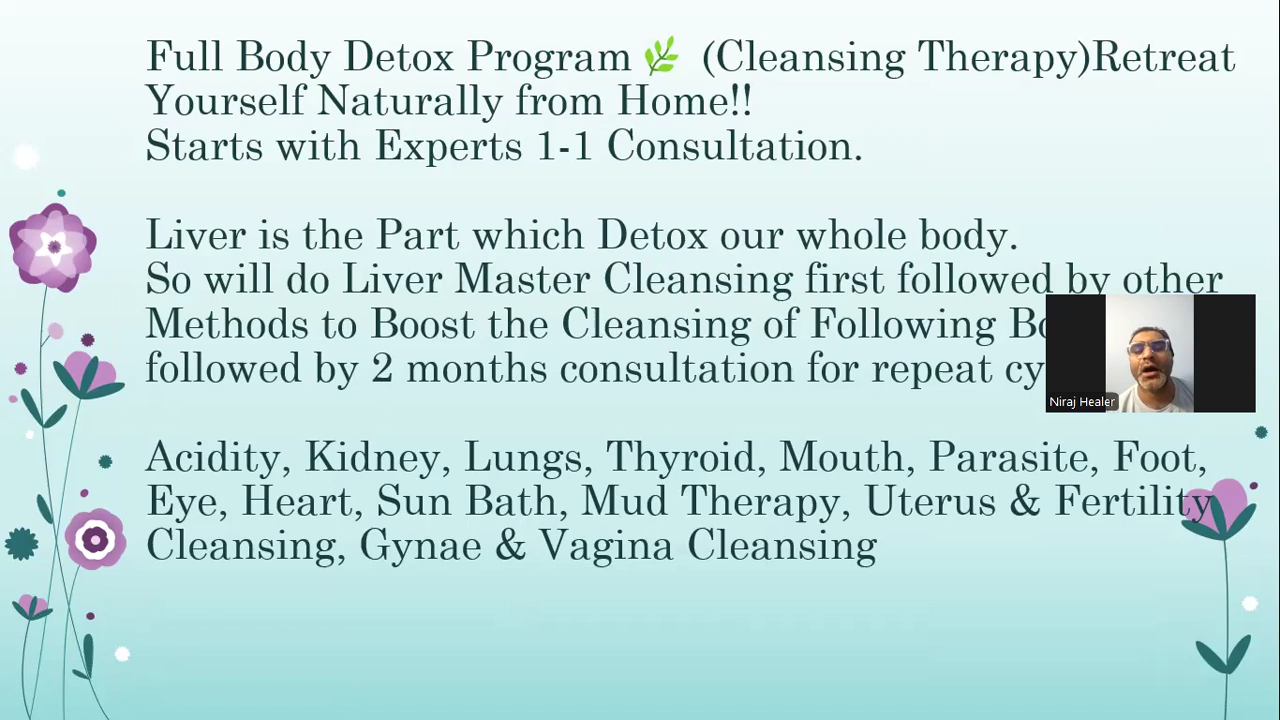 Full Body Detox Program 🌿 (Cleansing Therapy)Retreat
Yourself Naturally from Home!!
Starts with Experts 1-1 Consultation.
Liver is the Part which Detox our whole body.
So will do Liver Master Cleansing first followed by other
Methods to Boost the Cleansing of Following
followed by 2 months consultation for repeat
Niraj Healer
Acidity, Kidney, Lungs, Thyroid, Mouth, Parasite, Foot,
Eye, Heart, Sun Bath, Mud Therapy, Uterus & Fertility
Cleansing, Gynae & Vagina Cleansing